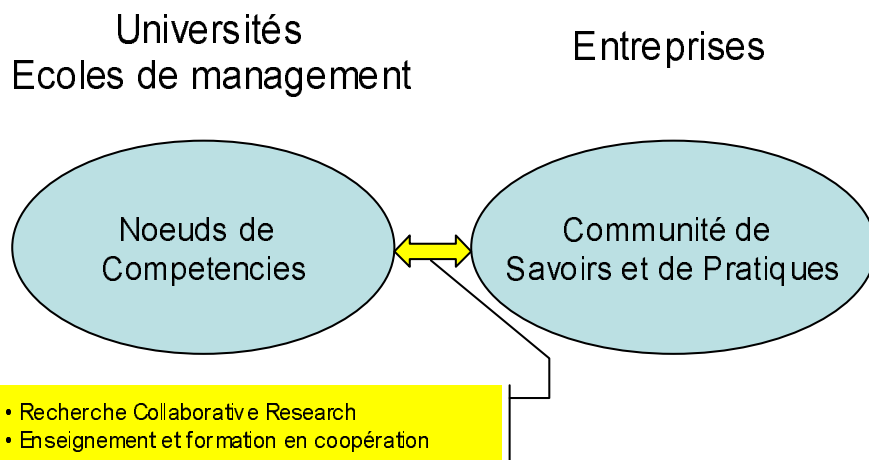 Universités
Ecoles de management
Entreprises
Noeuds de
Competencies
Communité de
Savoirs et de Pratiques
• Recherche Collaborative Research
• Enseignement et formation en coopération